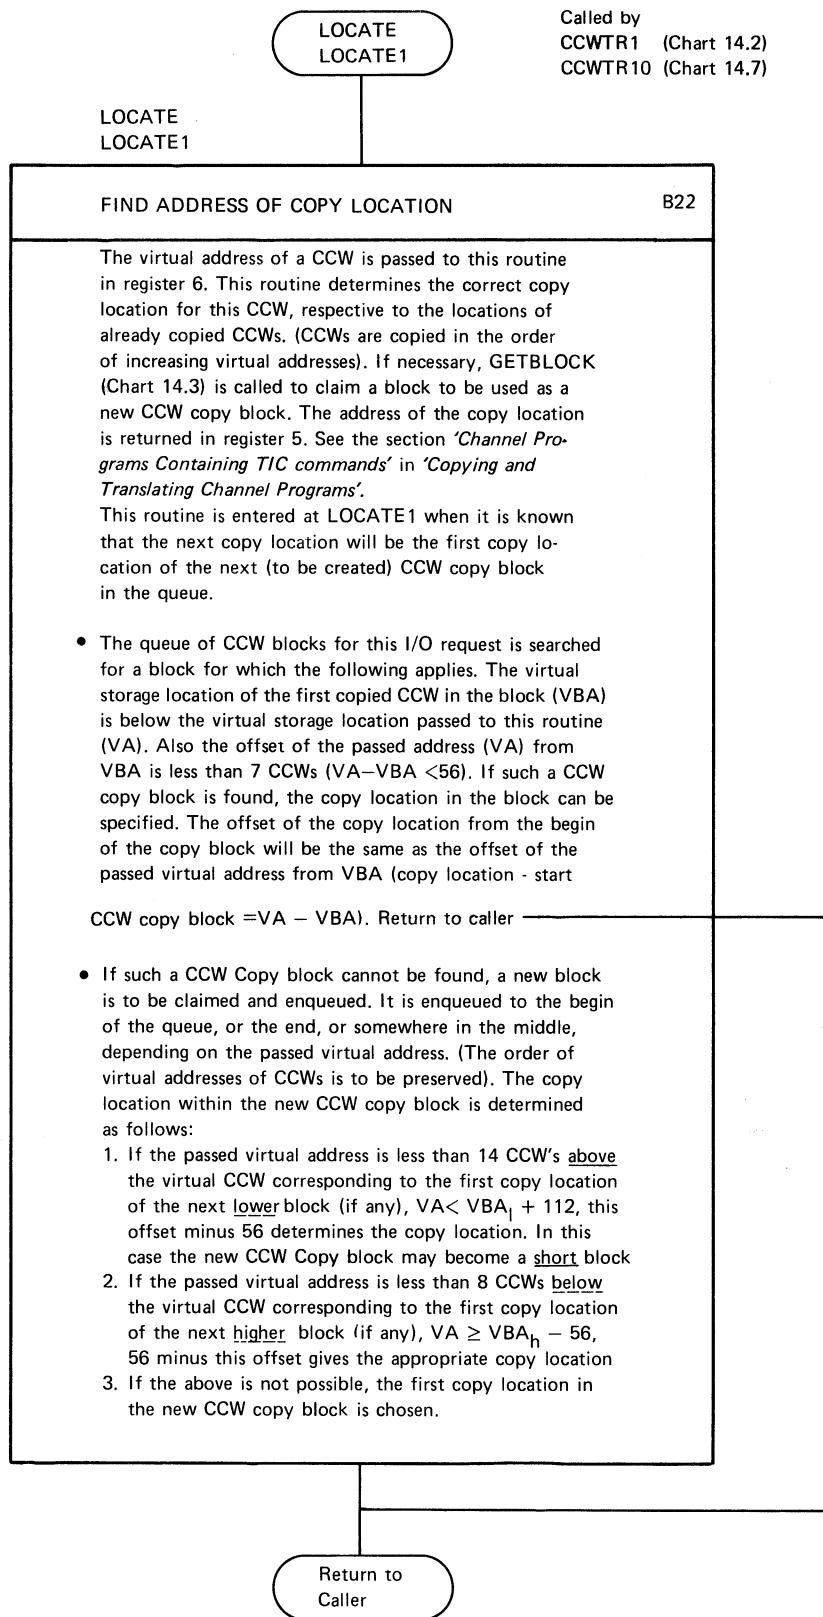 LOCATE
LOCATE1
Called by
CCWTR1 (Chart 14.2)
CCWTR10 (Chart 14.7)
LOCATE
LOCATE1
FIND ADDRESS OF COPY LOCATION B22
The virtual address of a CCW is passed to this routine
in register 6. This routine determines the correct copy
location for this CCW, respective to the locations of
already copied CCWs. (CCWs are copied in the order
of increasing virtual addresses). If necessary, GETBLOCK
(Chart 14.3) is called to claim a block to be used as a
new CCW copy block. The address of the copy location
is returned in register 5. See the section 'Channel Pro-
grams Containing TIC commands' in 'Copying and
Translating Channel Programs'.
This routine is entered at LOCATE1 when it is known
that the next copy location will be the first copy lo-
cation of the next (to be created) CCW copy block
in the queue.
• The queue of CCW blocks for this I/O request is searched
for a block for which the following applies. The virtual
storage location of the first copied CCW in the block (VBA)
is below the virtual storage location passed to this routine
(VA). Also the offset of the passed address (VA) from
VBA is less than 7 CCWs (VA–VBA <56). If such a CCW
copy block is found, the copy location in the block can be
specified. The offset of the copy location from the begin
of the copy block will be the same as the offset of the
passed virtual address from VBA (copy location - start
CCW copy block =VA – VBA). Return to caller
• If such a CCW Copy block cannot be found, a new block
is to be claimed and enqueued. It is enqueued to the begin
of the queue, or the end, or somewhere in the middle,
depending on the passed virtual address. (The order of
virtual addresses of CCWs is to be preserved). The copy
location within the new CCW copy block is determined
as follows:
1. If the passed virtual address is less than 14 CCW's above
the virtual CCW corresponding to the first copy location
of the next lower block (if any), VA< VBAl + 112, this
offset minus 56 determines the copy location. In this
case the new CCW Copy block may become a short block
2. If the passed virtual address is less than 8 CCWs below
the virtual CCW corresponding to the first copy location
of the next higher block (if any), VA ≥ VBAh – 56,
56 minus this offset gives the appropriate copy location
3. If the above is not possible, the first copy location in
the new CCW copy block is chosen.
Return to
Caller